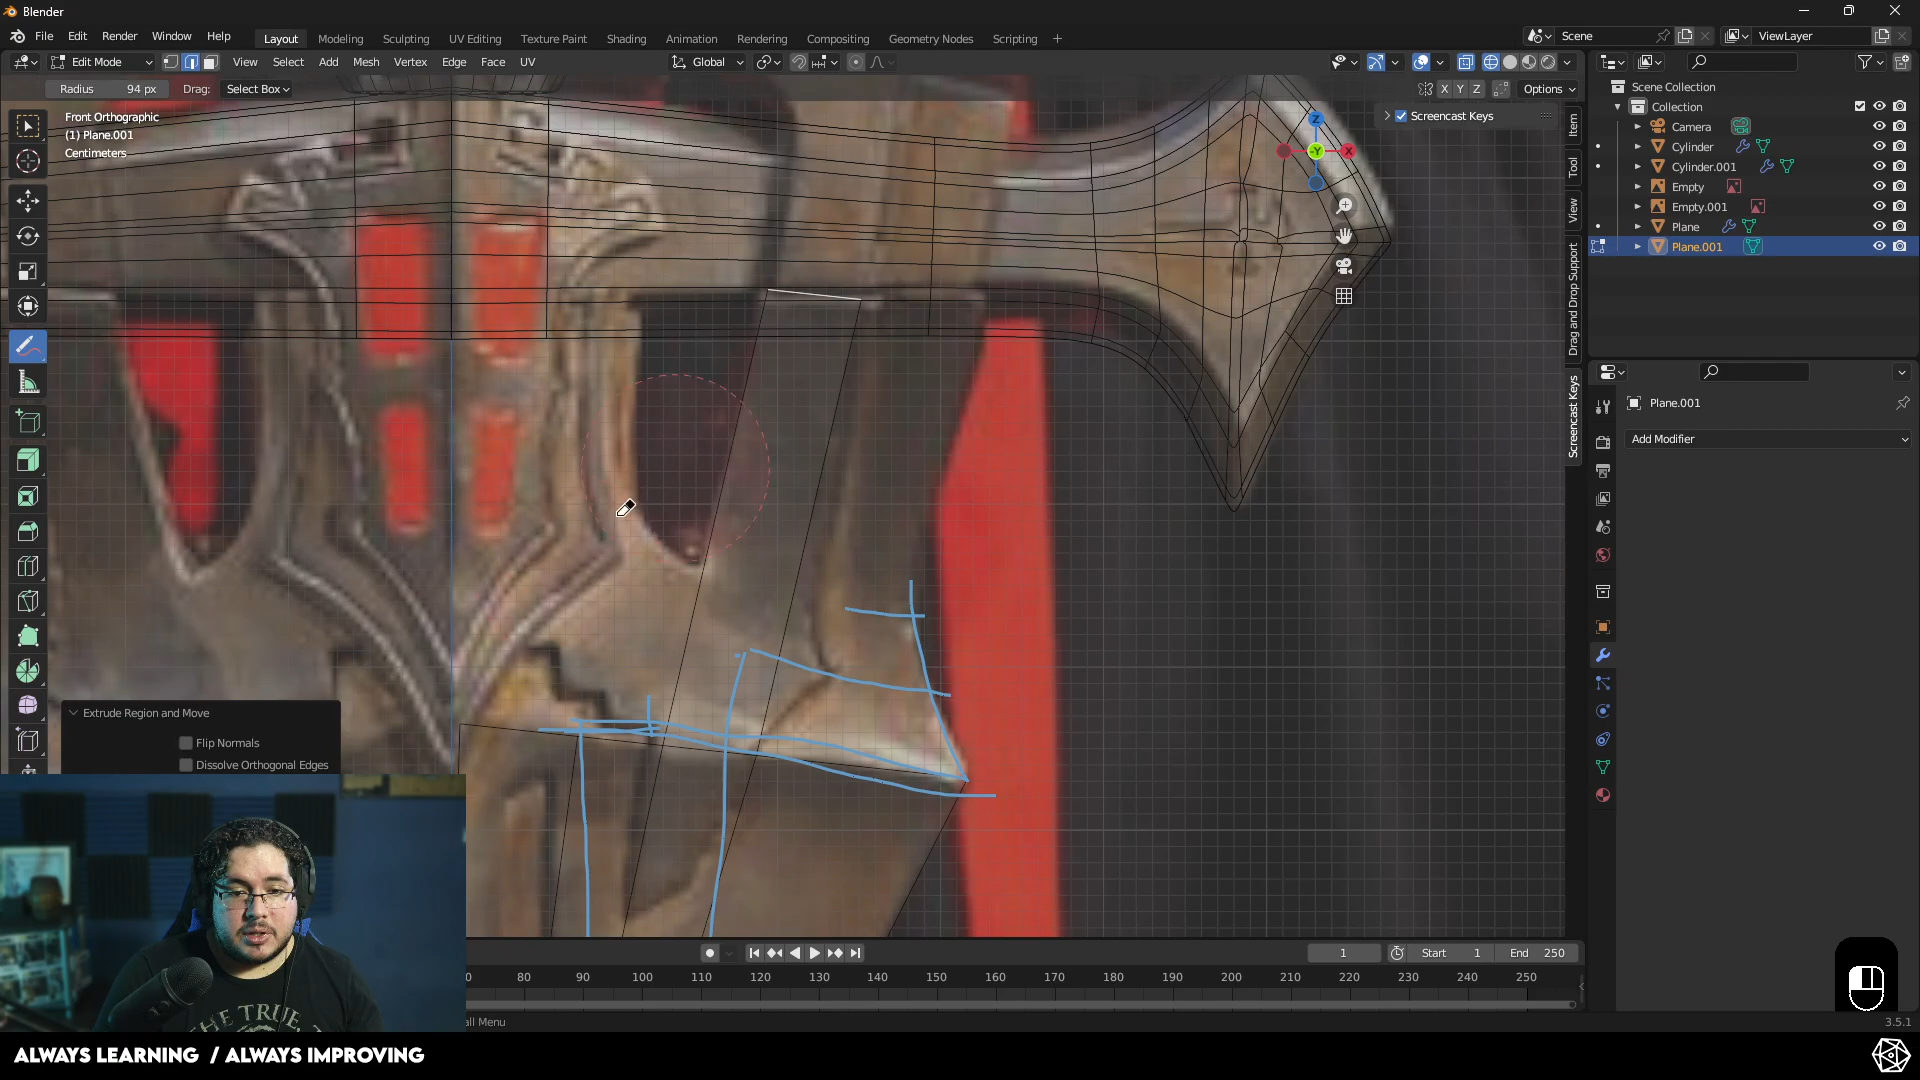 Blender
File Edit Render Window Help
Layout Modeling Sculpting UV Editing Texture Paint Shading Animation Rendering Compositing Geometry Nodes Scripting +
Scene
ViewLayer
Edit Mode
View Select Add Mesh Vertex Edge Face UV
Global
Radius 94 px Drag: Select Box
X Y Z Options
Front Orthographic
(1) Plane.001
Centimeters
Screencast Keys
Z
-Y
X
Item
Tool
View
Drag and Drop Support
Screencast Keys
Scene Collection
Collection
Camera
Cylinder
Cylinder.001
Empty
Empty.001
Plane
Plane.001
Plane.001
Add Modifier
Extrude Region and Move
Flip Normals
Dissolve Orthogonal Edges
1 Start 1 End 250
80 90 100 110 120 130 140 150 160 170 180 190 200 210 220 230 240 250
all Menu
3.5.1
THE TRUE
ALWAYS LEARNING / ALWAYS IMPROVING